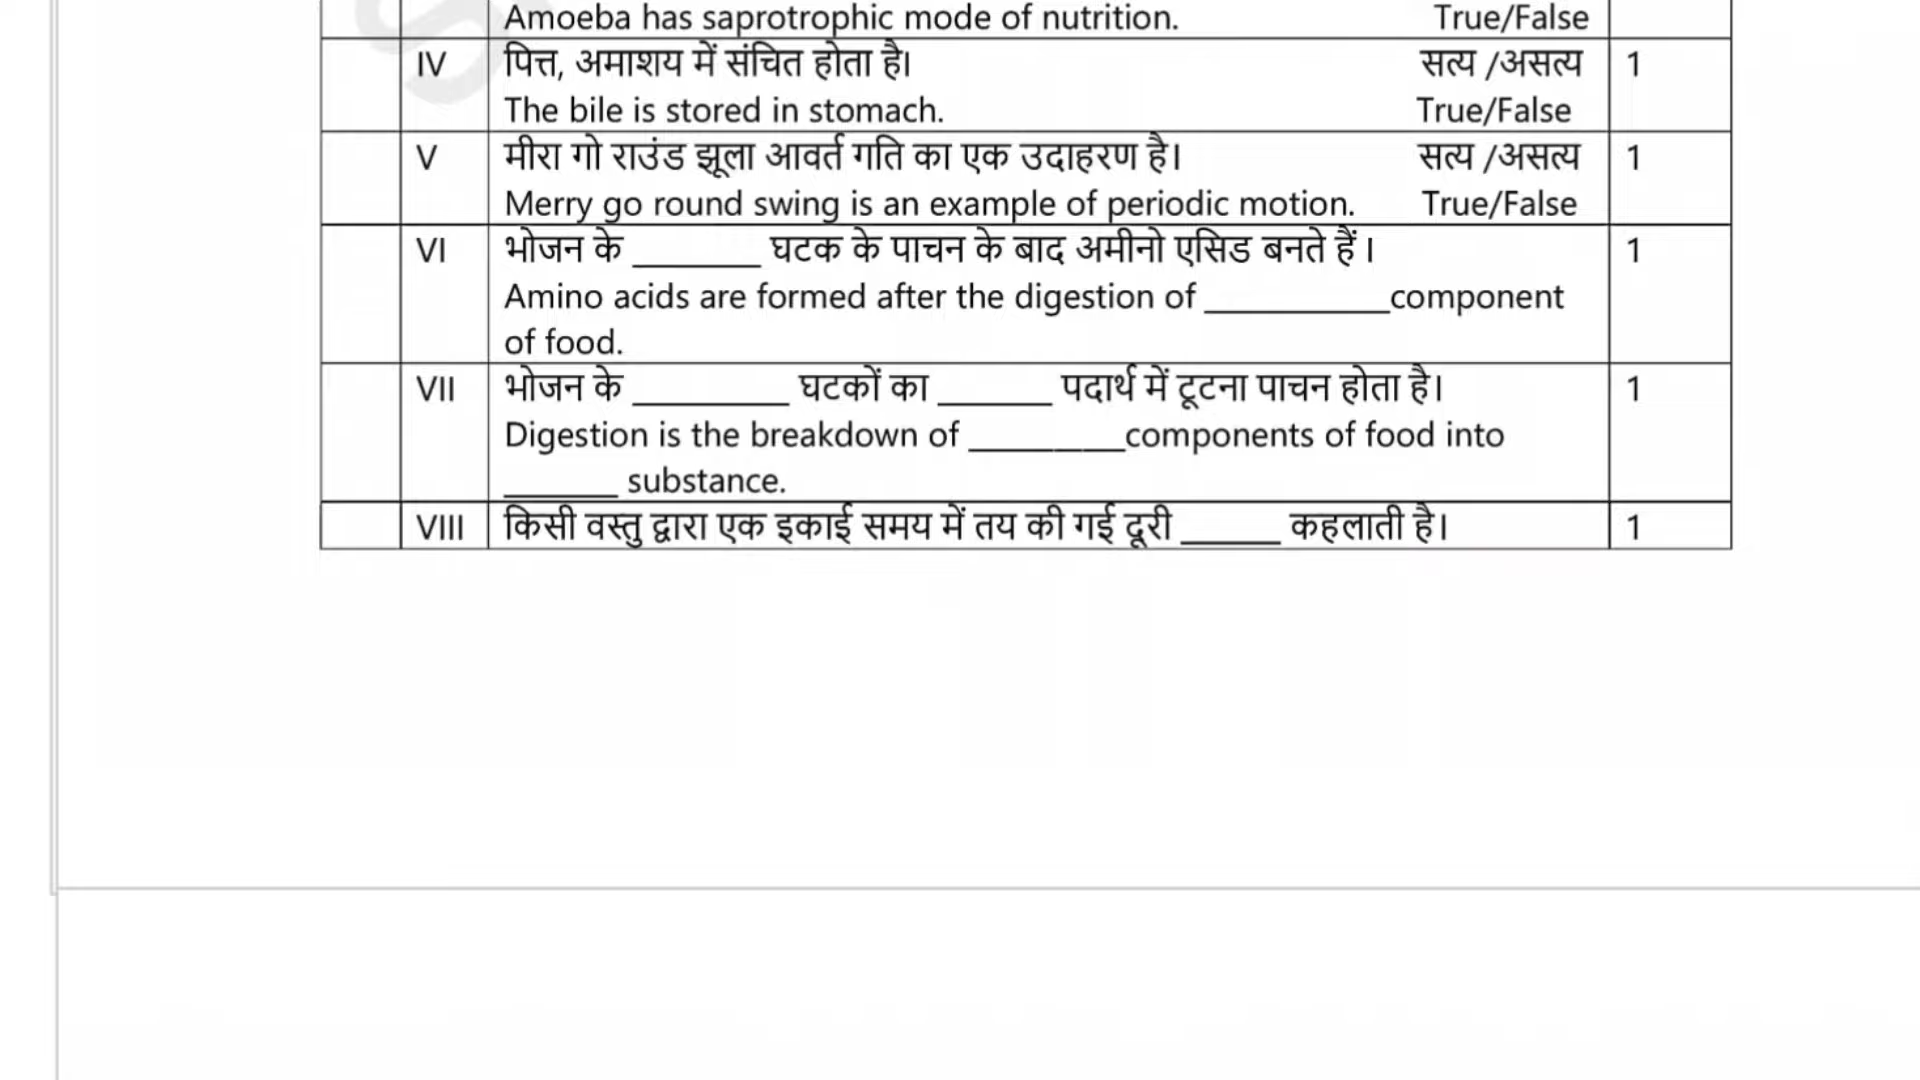 Amoeba has saprotrophic mode of nutrition. True/False
IV पित्त, अमाशय में संचित होता है। सत्य /असत्य 1
The bile is stored in stomach. True/False
V मीरा गो राउंड झूला आवर्त गति का एक उदाहरण है। सत्य /असत्य 1
Merry go round swing is an example of periodic motion. True/False
VI भोजन के ________ घटक के पाचन के बाद अमीनो एसिड बनते हैं । 1
Amino acids are formed after the digestion of ___________component
of food.
VII भोजन के __________ घटकों का _______ पदार्थ में टूटना पाचन होता है। 1
Digestion is the breakdown of __________components of food into
_______ substance.
VIII किसी वस्तु द्वारा एक इकाई समय में तय की गई दूरी ______ कहलाती है। 1